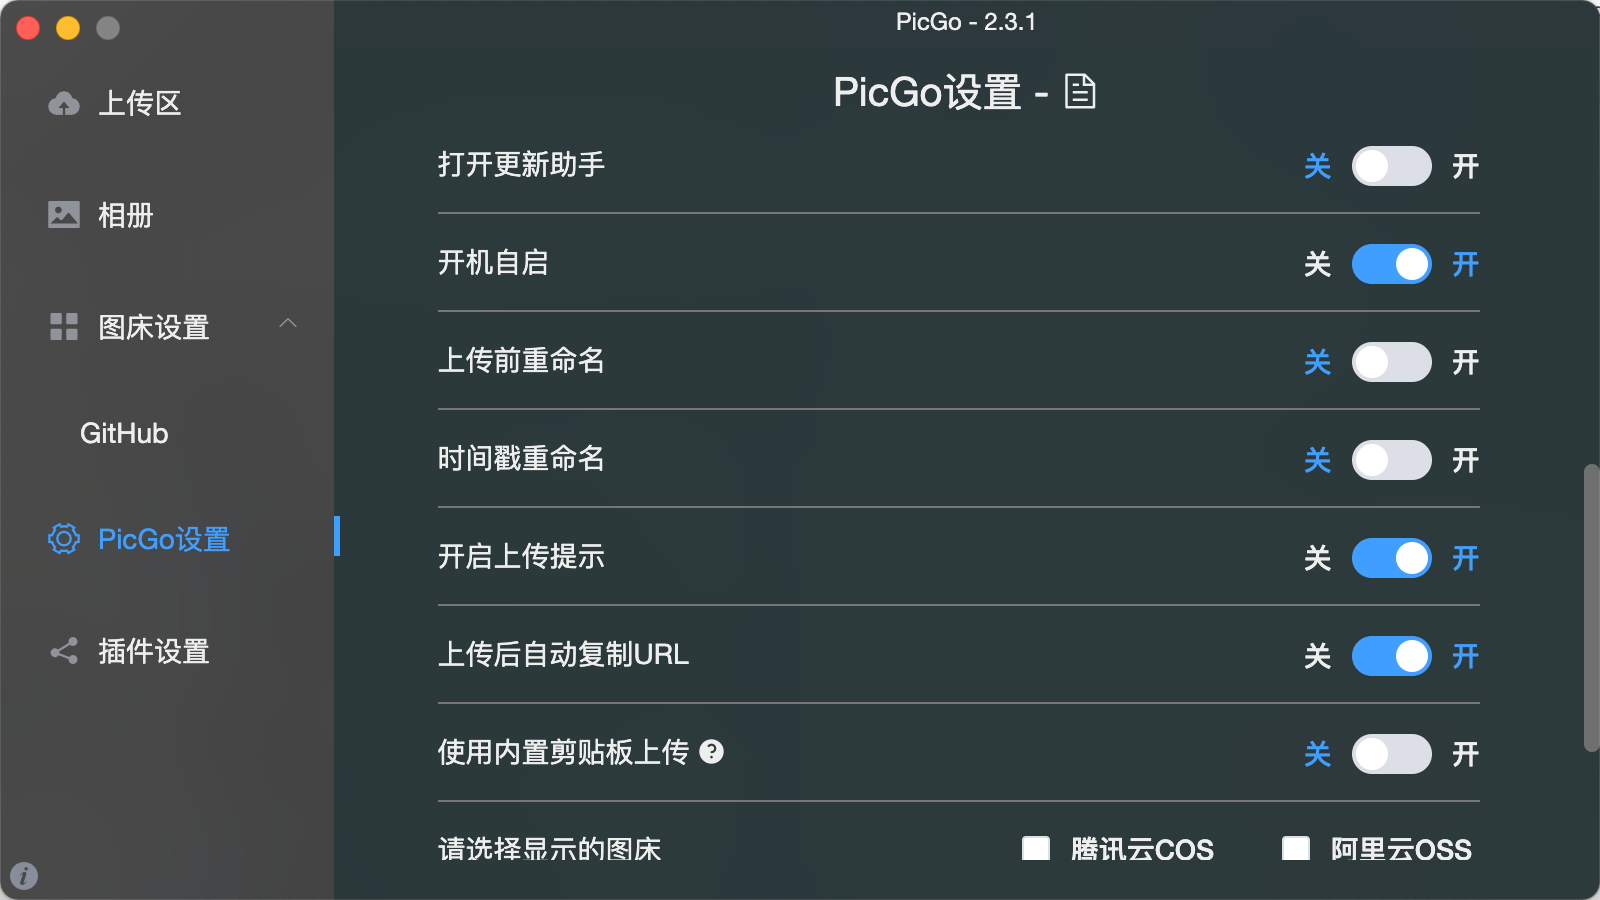 PicGo - 2.3.1
上传区
相册
图床设置
GitHub
PicGo设置
插件设置
PicGo设置 -
打开更新助手 关 开
开机自启 关 开
上传前重命名 关 开
时间戳重命名 关 开
开启上传提示 关 开
上传后自动复制URL 关 开
使用内置剪贴板上传 ? 关 开
请选择显示的图床 腾讯云COS 阿里云OSS